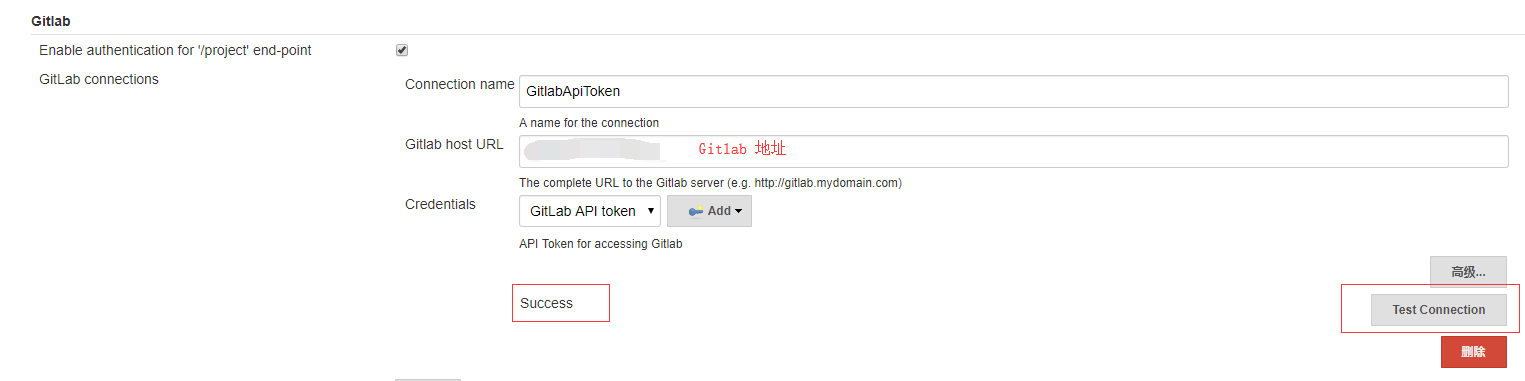 Gitlab
Enable authentication for '/project' end-point
GitLab connections
Connection name
GitlabApiToken
A name for the connection
Gitlab host URL
Gitlab 地址
The complete URL to the Gitlab server (e.g. http://gitlab.mydomain.com)
Credentials
GitLab API token
Add
API Token for accessing Gitlab
高级...
Success
Test Connection
删除